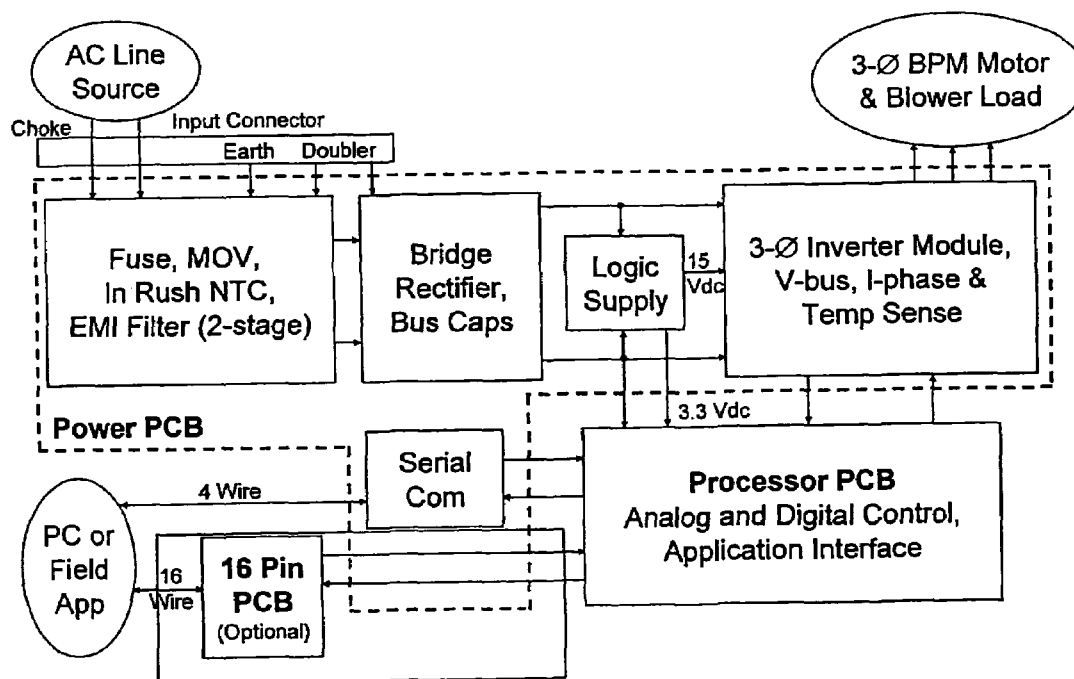 AC Line
Source
3-Ø BPM Motor
& Blower Load
Choke
Input Connector
Earth
Doubler
Fuse, MOV,
In Rush NTC,
EMI Filter (2-stage)
Bridge
Rectifier,
Bus Caps
Logic
Supply
15
Vdc
3-Ø Inverter Module,
V-bus, I-phase &
Temp Sense
3.3 Vdc
Power PCB
Serial
Com
4 Wire
Processor PCB
Analog and Digital Control,
Application Interface
PC or
Field
App
16
Wire
16 Pin
PCB
(Optional)